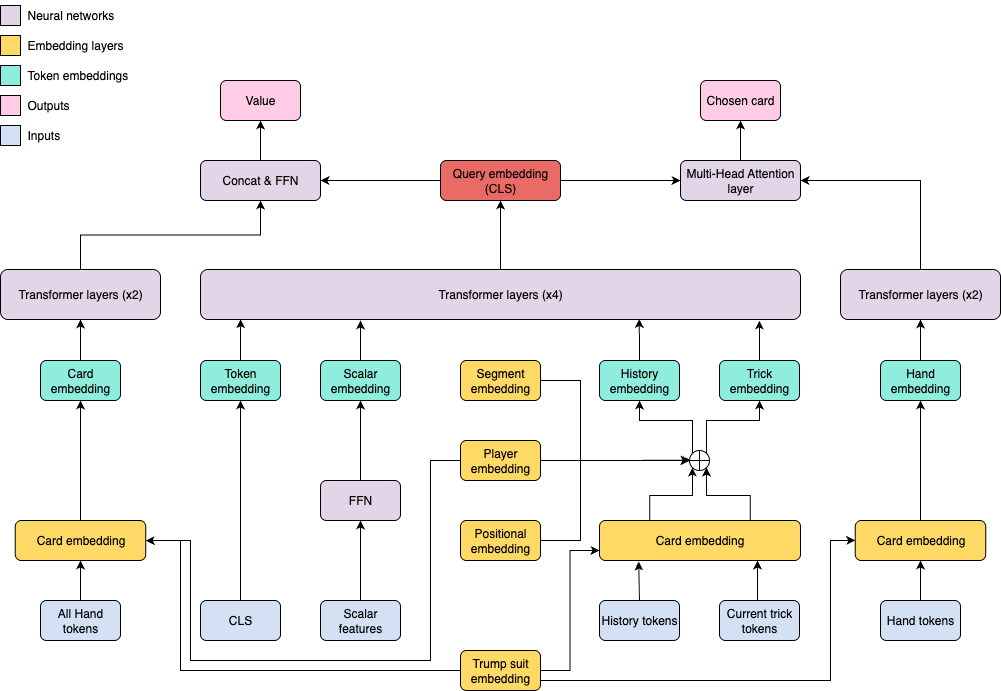 Neural networks
Embedding layers
Token embeddings
Outputs
Inputs
Value
Chosen card
Concat & FFN
Query embedding
(CLS)
Multi-Head Attention
layer
Transformer layers (x2)
Transformer layers (x4)
Transformer layers (x2)
Card
embedding
Token
embedding
Scalar
embedding
Segment
embedding
History
embedding
Trick
embedding
Hand
embedding
Player
embedding
FFN
Card embedding
Positional
embedding
Card embedding
Card embedding
All Hand
tokens
CLS
Scalar
features
History tokens
Current trick
tokens
Hand tokens
Trump suit
embedding